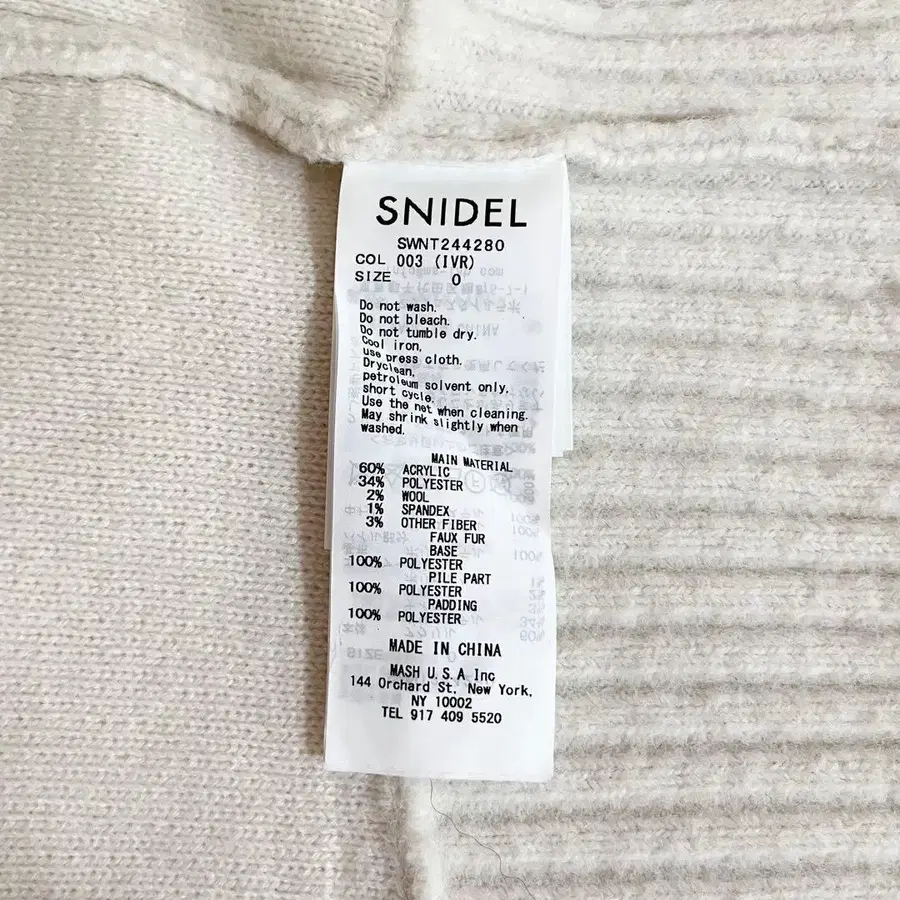 SNIDEL
SWNT244280
COL 003 (IVR)
SIZE 0
Do not wash.
Do not bleach.
Do not tumble dry.
Cool iron,
use press cloth.
Dryclean,
petroleum solvent only,
short cycle.
Use the net when cleaning.
May shrink slightly when
washed.
MAIN MATERIAL
60% ACRYLIC
34% POLYESTER
2% WOOL
1% SPANDEX
3% OTHER FIBER
FAUX FUR
BASE
100% POLYESTER
PILE PART
100% POLYESTER
PADDING
100% POLYESTER
MADE IN CHINA
MASH U.S.A Inc
144 Orchard St, New York,
NY 10002
TEL 917 409 5520